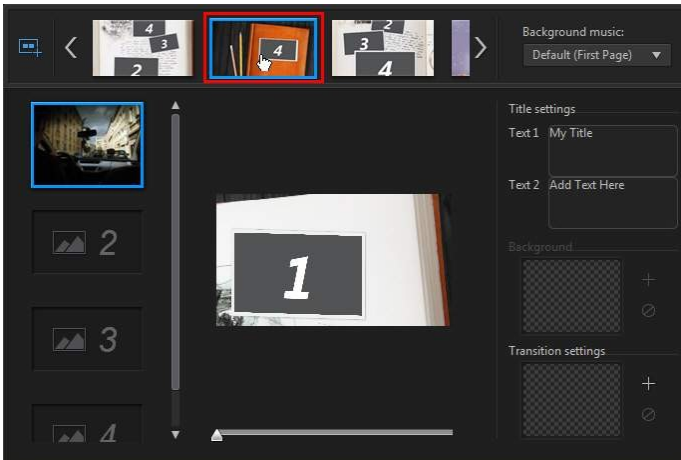 4
3
2
4
2
3
4
Background music:
Default (First Page)
Title settings
Text 1 My Title
Text 2 Add Text Here
Background
Transition settings
1
2
3
4